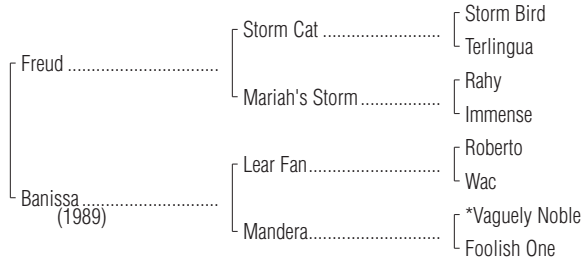 Storm Bird
Storm Cat ........................
Terlingua
Freud ................................
Rahy
Mariah's Storm .................
Immense
Roberto
Lear Fan............................
Wac
Banissa.............................
(1989)
*Vaguely Noble
Mandera............................
Foolish One